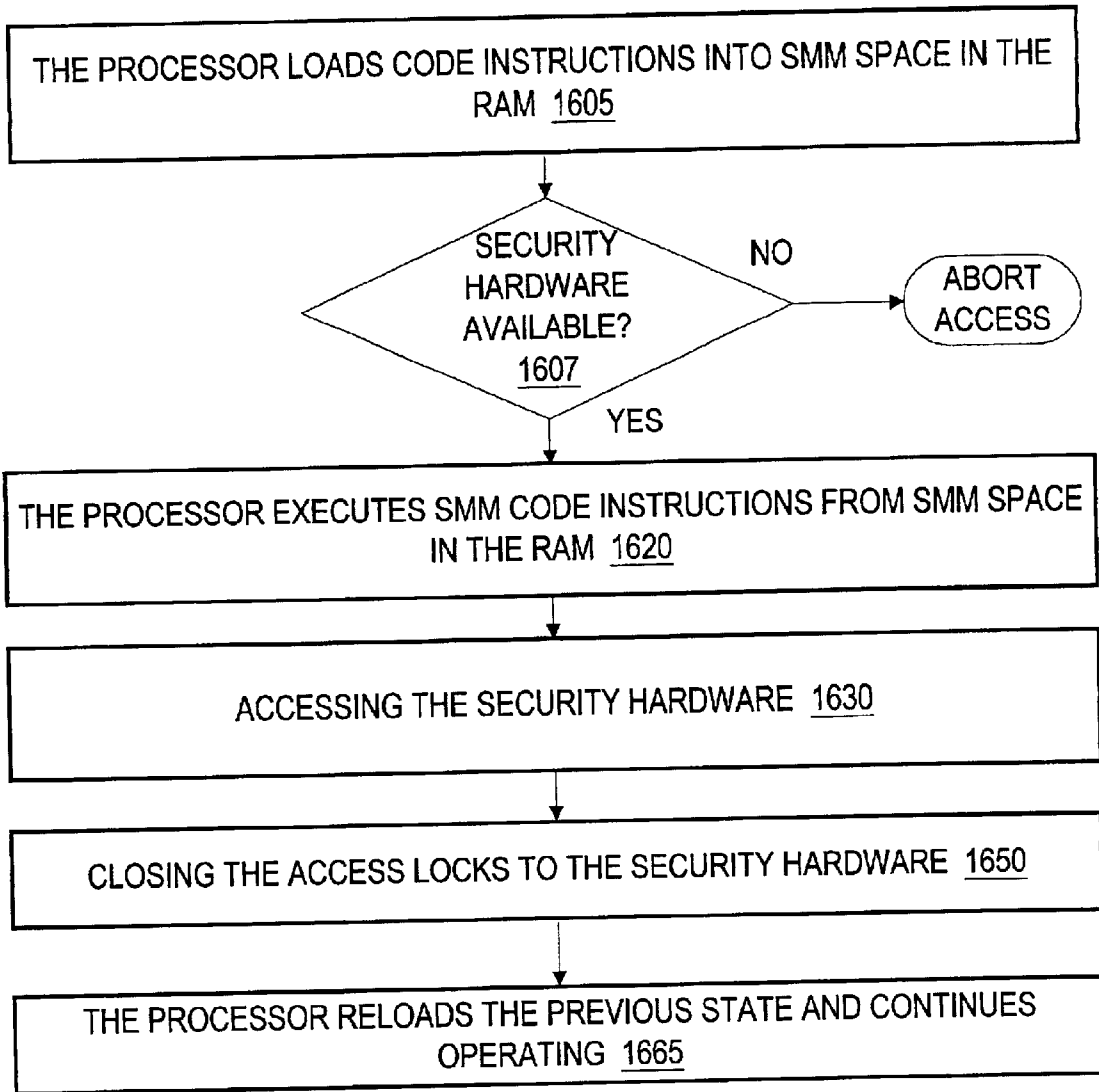 THE PROCESSOR LOADS CODE INSTRUCTIONS INTO SMM SPACE IN THE
RAM 1605
SECURITY
HARDWARE
AVAILABLE?
1607
NO
ABORT
ACCESS
YES
THE PROCESSOR EXECUTES SMM CODE INSTRUCTIONS FROM SMM SPACE
IN THE RAM 1620
ACCESSING THE SECURITY HARDWARE 1630
CLOSING THE ACCESS LOCKS TO THE SECURITY HARDWARE 1650
THE PROCESSOR RELOADS THE PREVIOUS STATE AND CONTINUES
OPERATING 1665